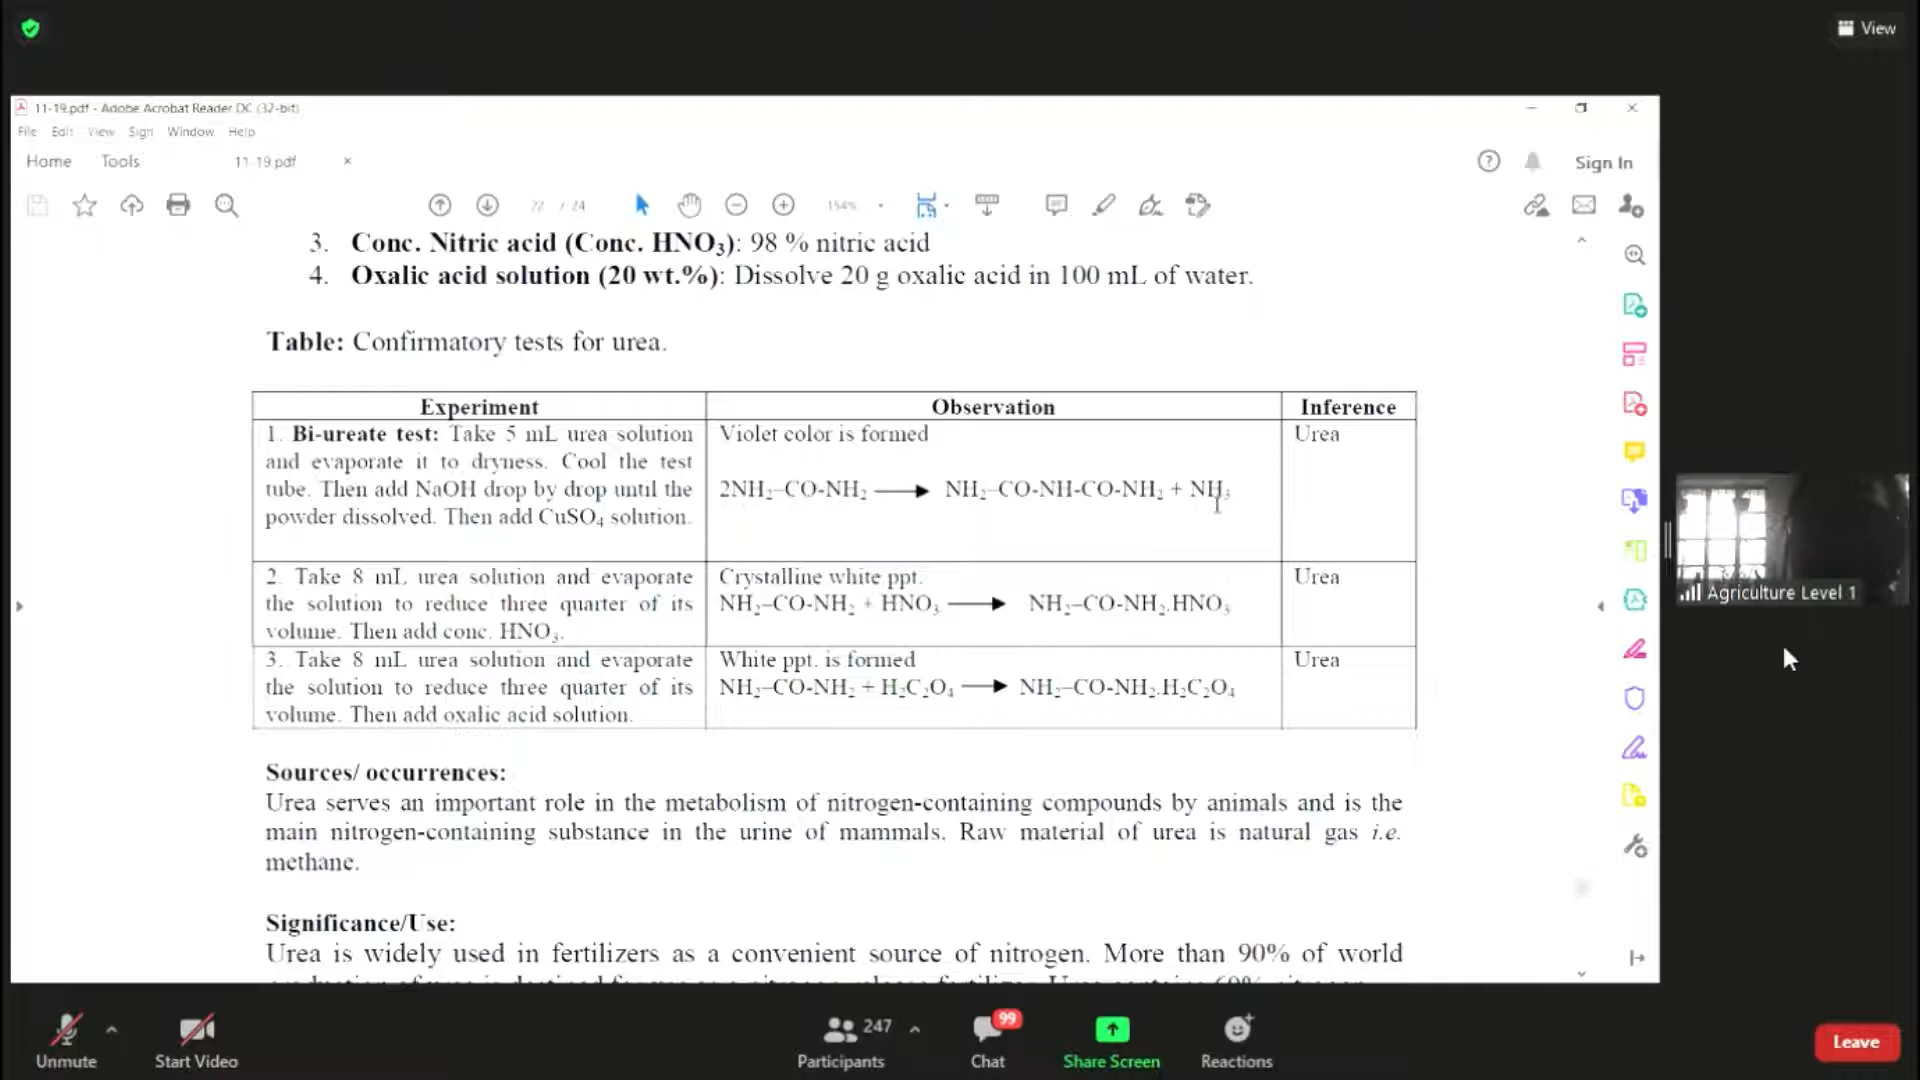 View
11-19.pdf - Adobe Acrobat Reader DC (32-bit)
File Edit View Sign Window Help
Home Tools 11-19.pdf × Sign In
22 / 24 154%
3. Conc. Nitric acid (Conc. HNO₃): 98 % nitric acid
4. Oxalic acid solution (20 wt.%): Dissolve 20 g oxalic acid in 100 mL of water.
Table: Confirmatory tests for urea.
Experiment Observation Inference
1. Bi-ureate test: Take 5 mL urea solution
and evaporate it to dryness. Cool the test
tube. Then add NaOH drop by drop until the
powder dissolved. Then add CuSO₄ solution.
Violet color is formed
2NH₂–CO-NH₂ → NH₂–CO-NH-CO-NH₂ + NH₃
Urea
2. Take 8 mL urea solution and evaporate
the solution to reduce three quarter of its
volume. Then add conc. HNO₃.
Crystalline white ppt.
NH₂–CO-NH₂ + HNO₃ → NH₂–CO-NH₂.HNO₃
Urea
3. Take 8 mL urea solution and evaporate
the solution to reduce three quarter of its
volume. Then add oxalic acid solution.
White ppt. is formed
NH₂–CO-NH₂ + H₂C₂O₄ → NH₂–CO-NH₂.H₂C₂O₄
Urea
Sources/ occurrences:
Urea serves an important role in the metabolism of nitrogen-containing compounds by animals and is the
main nitrogen-containing substance in the urine of mammals. Raw material of urea is natural gas i.e.
methane.
Significance/Use:
Urea is widely used in fertilizers as a convenient source of nitrogen. More than 90% of world
Agriculture Level 1
Unmute
Start Video
247
Participants
99
Chat
Share Screen
Reactions
Leave